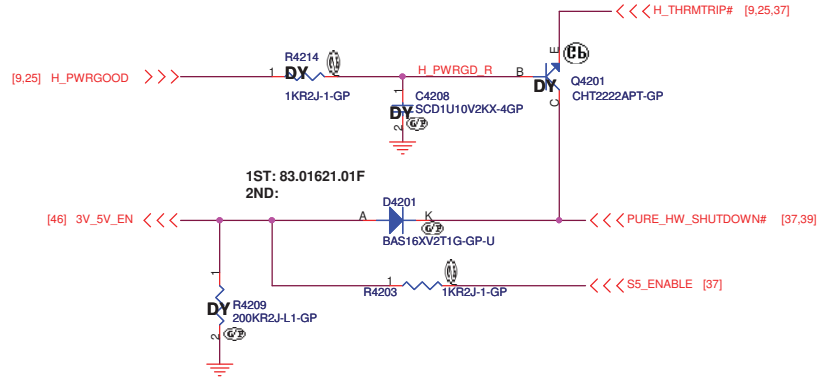 H_THRMTRIP# [9,25,37]
E
R4214
[9,25] H_PWRGOOD
1
DY
H_PWRGD_R
B
Q4201
DY
1KR2J-1-GP
1
C4208
CHT2222APT-GP
DY
SCD1U10V2KX-4GP
C
2
G/P
1ST: 83.01621.01F
2ND:
D4201
[46] 3V_5V_EN
A
K
PURE_HW_SHUTDOWN# [37,39]
G/P
BAS16XV2T1G-GP-U
1
1
S5_ENABLE [37]
R4203
1KR2J-1-GP
DY
R4209
200KR2J-L1-GP
2
G/P